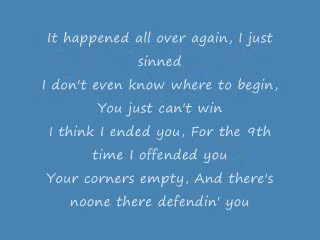 It happened all over again, I just
sinned
I don't even know where to begin,
You just can't win
I think I ended you, For the 9th
time I offended you
Your corners empty, And there's
noone there defendin' you